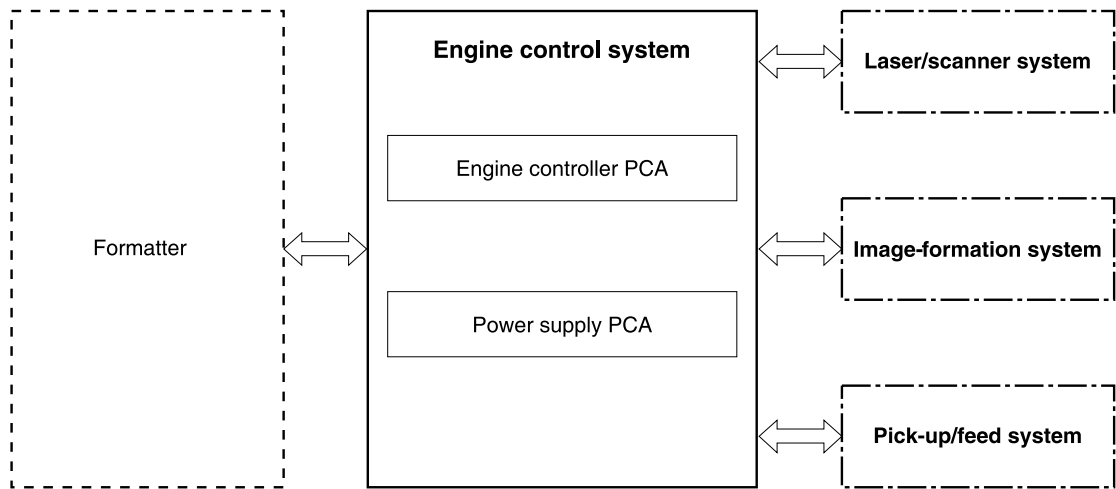 Engine control system
Laser/scanner system
Engine controller PCA
Formatter
Image-formation system
Power supply PCA
Pick-up/feed system